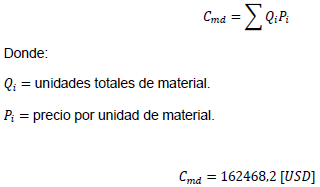 C_md = ∑ Q_i P_i
Donde:
Q_i = unidades totales de material.
P_i = precio por unidad de material.
C_md = 162468,2 [USD]